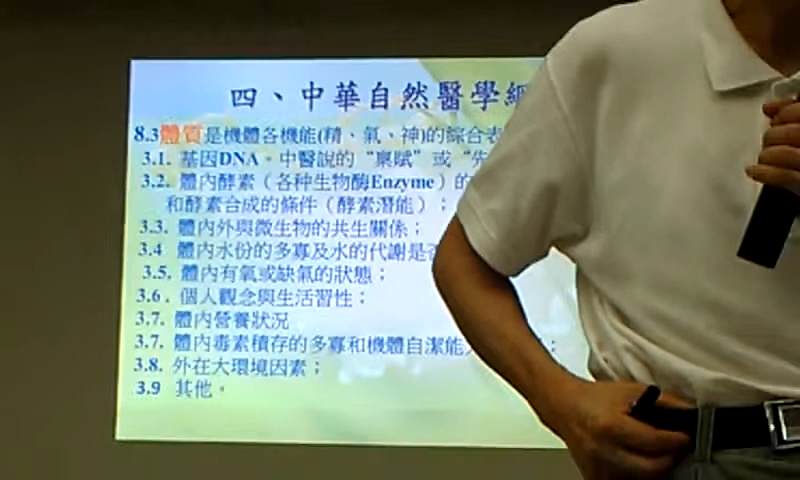 四、中華自然醫學
8.3體質是機體各機能(精、氣、神)的綜合表
3.1. 基因DNA。中醫說的“稟賦”或“先
3.2. 體內酵素（各种生物酶Enzyme）的
和酵素合成的條件（酵素潛能）；
3.3. 體內外與微生物的共生關係；
3.4 體內水份的多寡及水的代謝是否
3.5. 體內有氧或缺氧的狀態；
3.6. 個人觀念與生活習性；
3.7. 體內營養狀況
3.7. 體內毒素積存的多寡和機體自潔能
3.8. 外在大環境因素；
3.9 其他。